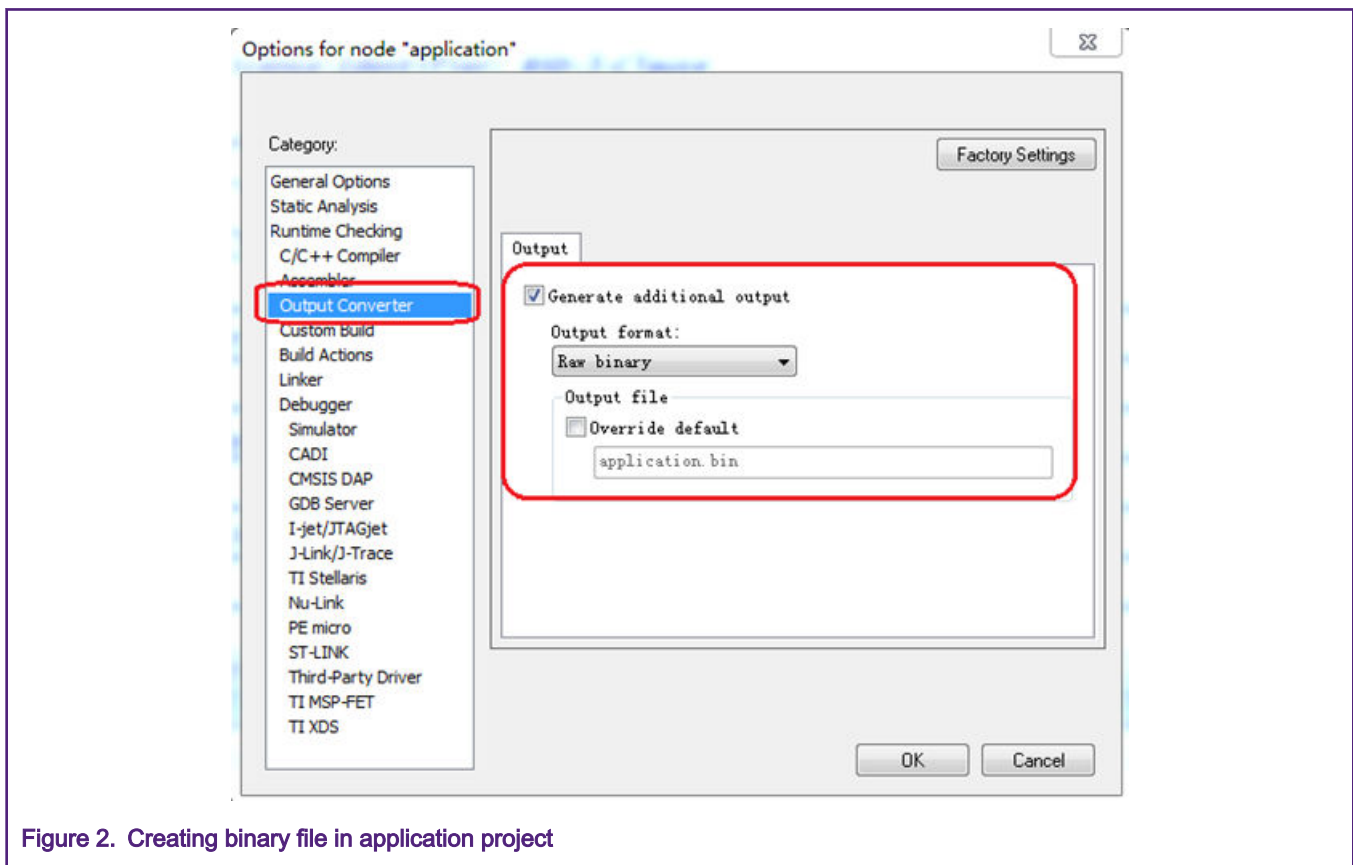 Options for node "application"
Category:
Factory Settings
General Options
Static Analysis
Runtime Checking
C/C++ Compiler
Assembler
Output Converter
Custom Build
Build Actions
Linker
Debugger
Simulator
CADI
CMSIS DAP
GDB Server
I-jet/JTAGjet
J-Link/J-Trace
TI Stellaris
Nu-Link
PE micro
ST-LINK
Third-Party Driver
TI MSP-FET
TI XDS
Output
Generate additional output
Output format:
Raw binary
Output file
Override default
application.bin
OK
Cancel
Figure 2. Creating binary file in application project